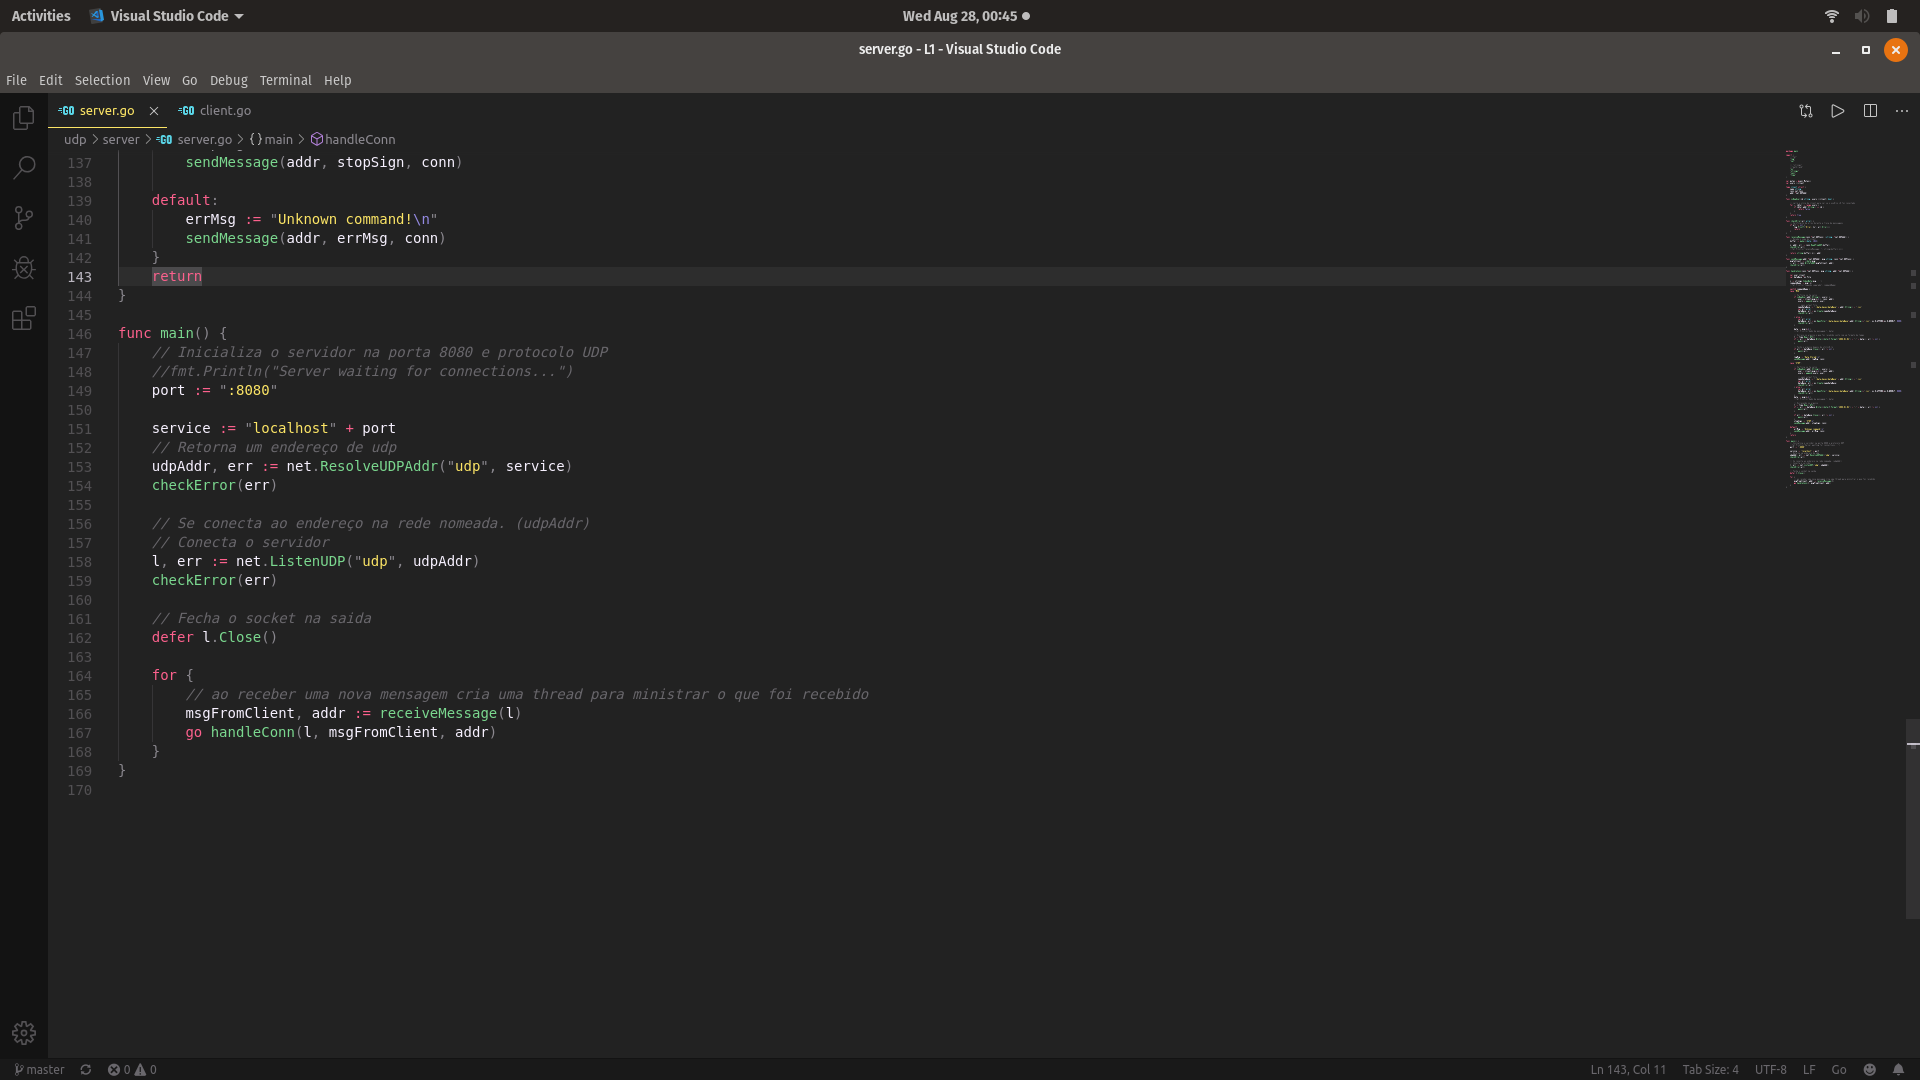 Activities Visual Studio Code Wed Aug 28, 00:45
server.go - L1 - Visual Studio Code
File Edit Selection View Go Debug Terminal Help
GO server.go GO client.go
udp > server > GO server.go > {} main > handleConn
137 sendMessage(addr, stopSign, conn)
138
139 default:
140 errMsg := "Unknown command!\n"
141 sendMessage(addr, errMsg, conn)
142 }
143 return
144 }
145
146 func main() {
147 // Inicializa o servidor na porta 8080 e protocolo UDP
148 //fmt.Println("Server waiting for connections...")
149 port := ":8080"
150
151 service := "localhost" + port
152 // Retorna um endereço de udp
153 udpAddr, err := net.ResolveUDPAddr("udp", service)
154 checkError(err)
155
156 // Se conecta ao endereço na rede nomeada. (udpAddr)
157 // Conecta o servidor
158 l, err := net.ListenUDP("udp", udpAddr)
159 checkError(err)
160
161 // Fecha o socket na saida
162 defer l.Close()
163
164 for {
165 // ao receber uma nova mensagem cria uma thread para ministrar o que foi recebido
166 msgFromClient, addr := receiveMessage(l)
167 go handleConn(l, msgFromClient, addr)
168 }
169 }
170
master 0 0 Ln 143, Col 11 Tab Size: 4 UTF-8 LF Go